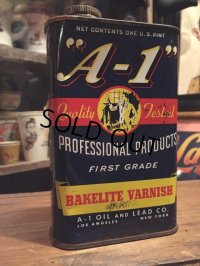 NET CONTENTS ONE U.S. PINT
"A-1"
Quality Tested
SOLD OUT
PROFESSIONAL PRODUCTS
FIRST GRADE
BAKELITE VARNISH
A-1 OIL AND LEAD CO.
LOS ANGELES NEW YORK